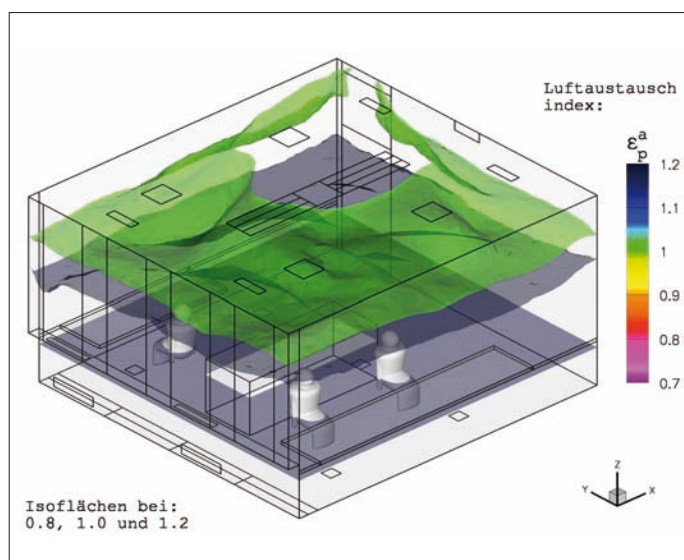 Luftaustausch
index:
εₚᵃ
1.2
1.1
1
0.9
0.8
0.7
Z
Y
X
Isoflächen bei:
0.8, 1.0 und 1.2